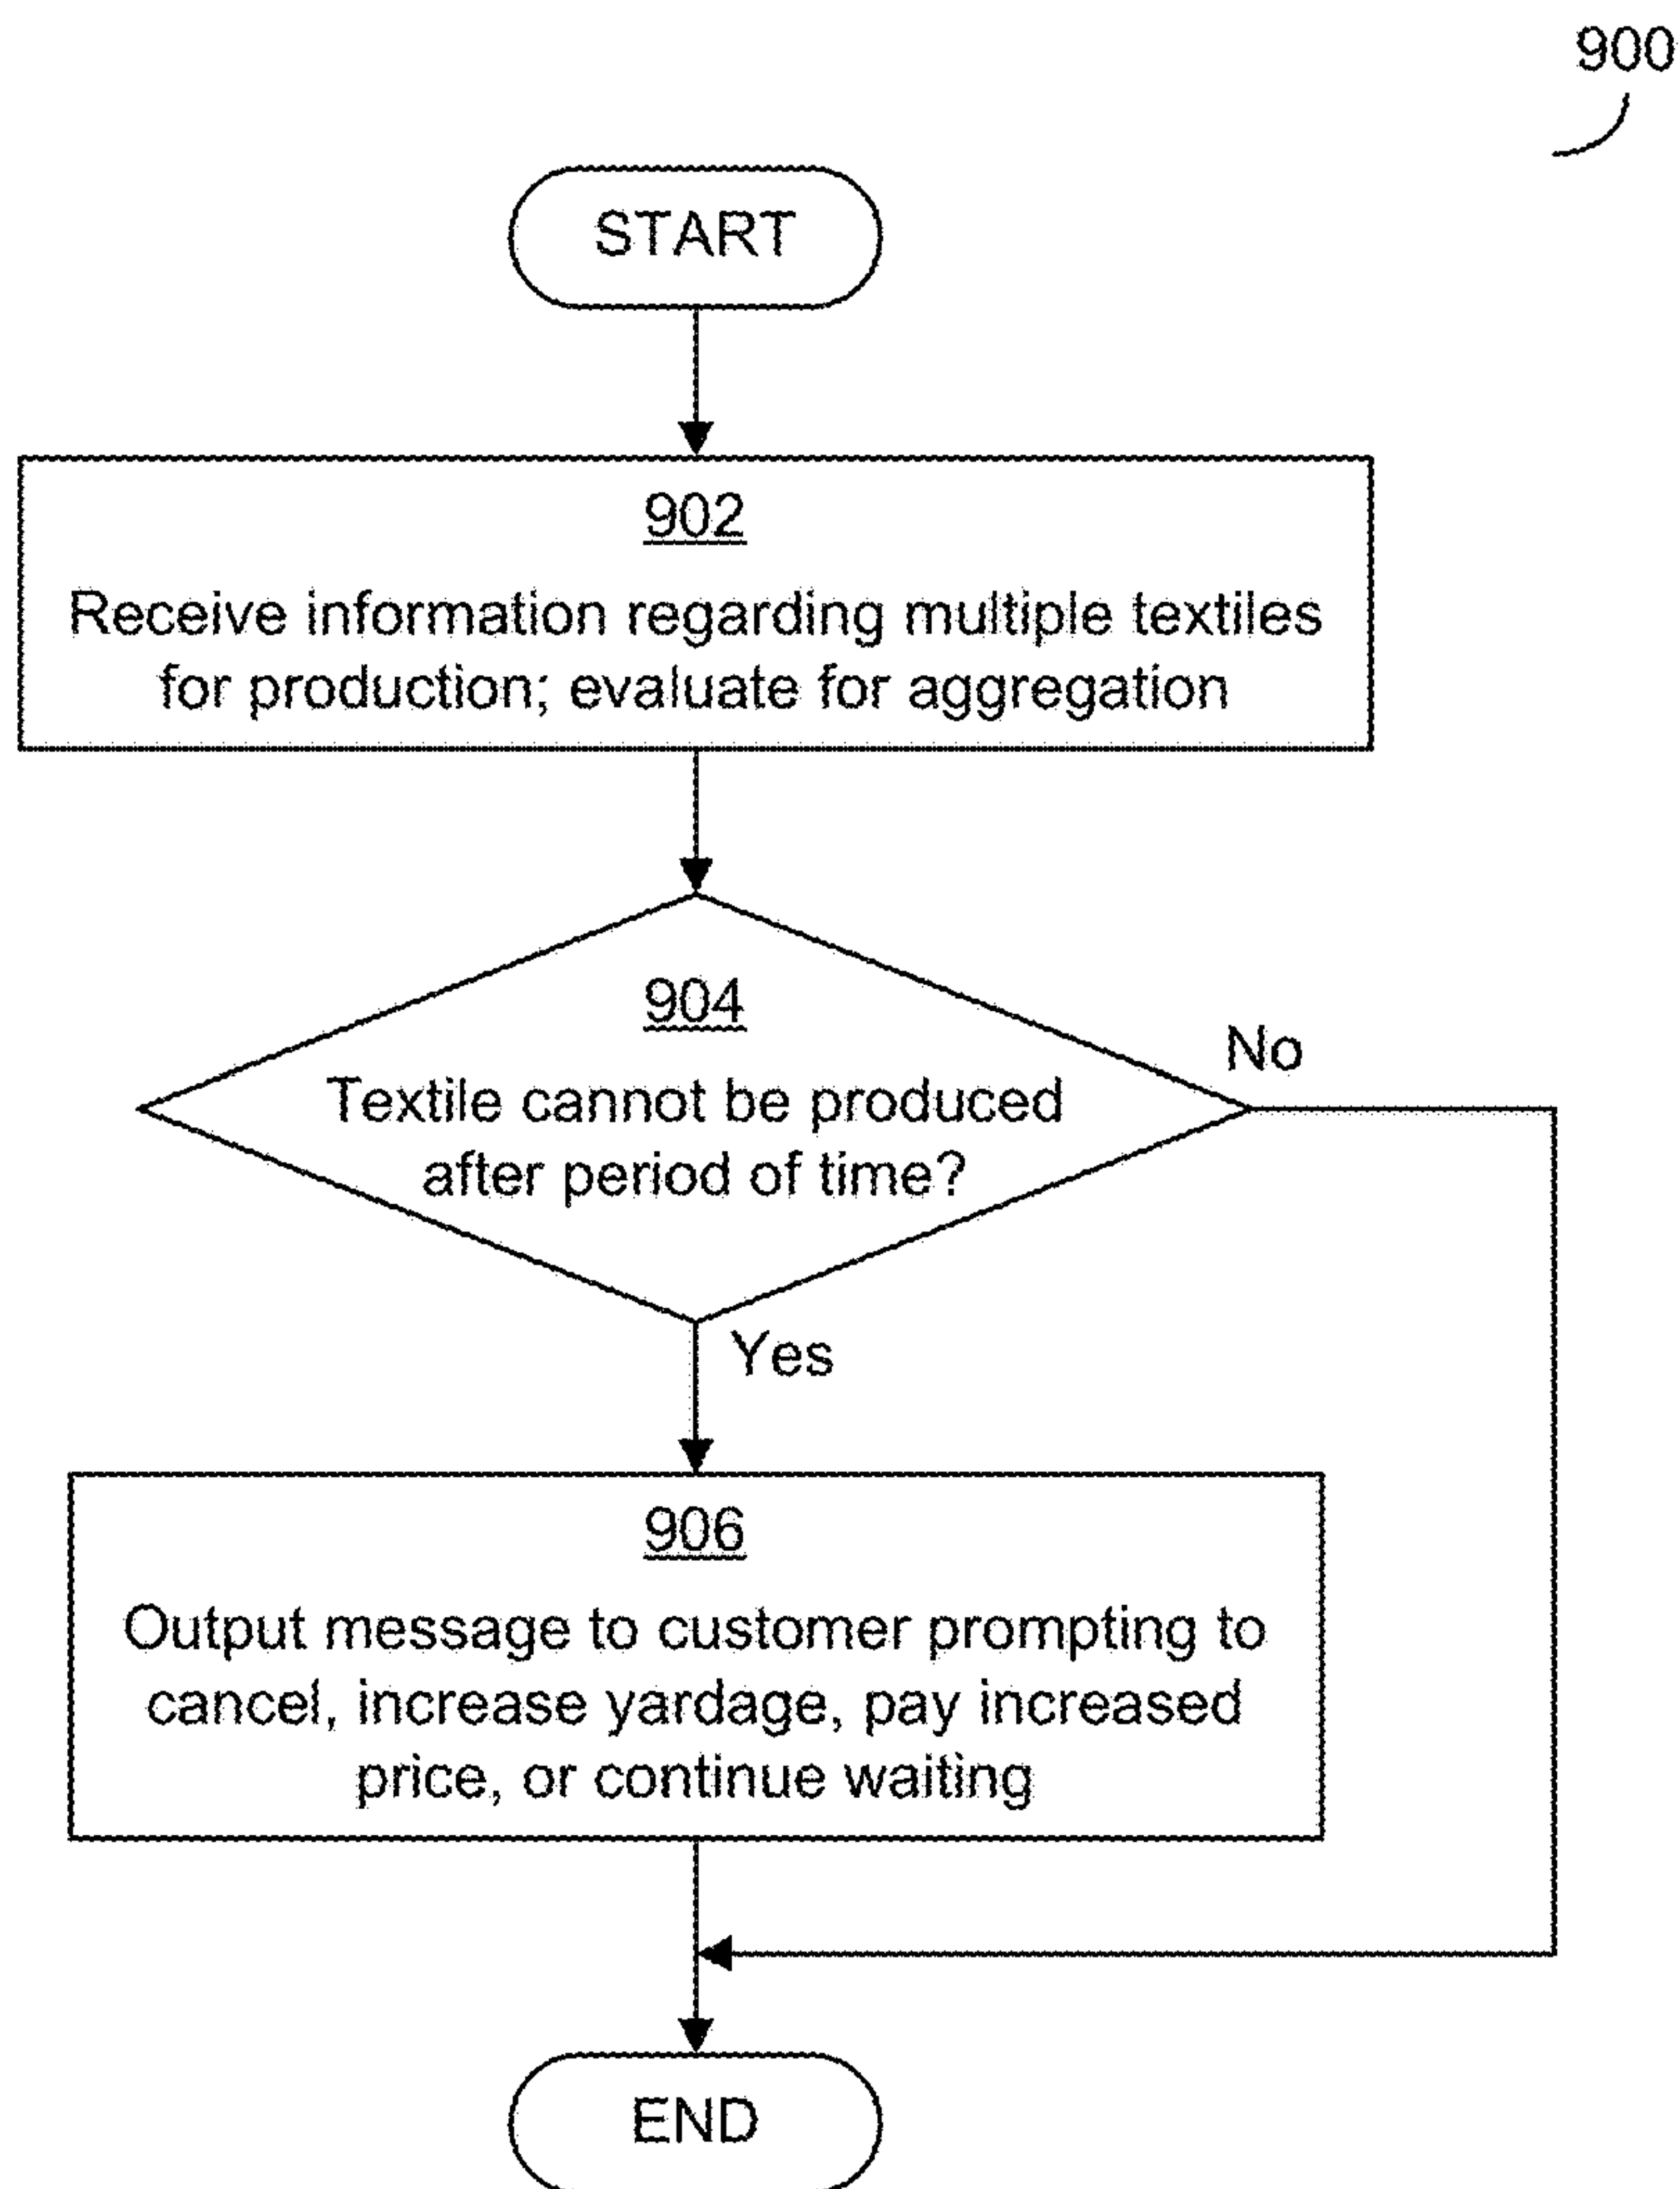 900
START
902
Receive information regarding multiple textiles
for production; evaluate for aggregation
904
No
Textile cannot be produced
after period of time?
Yes
906
Output message to customer prompting to
cancel, increase yardage, pay increased
price, or continue waiting
END